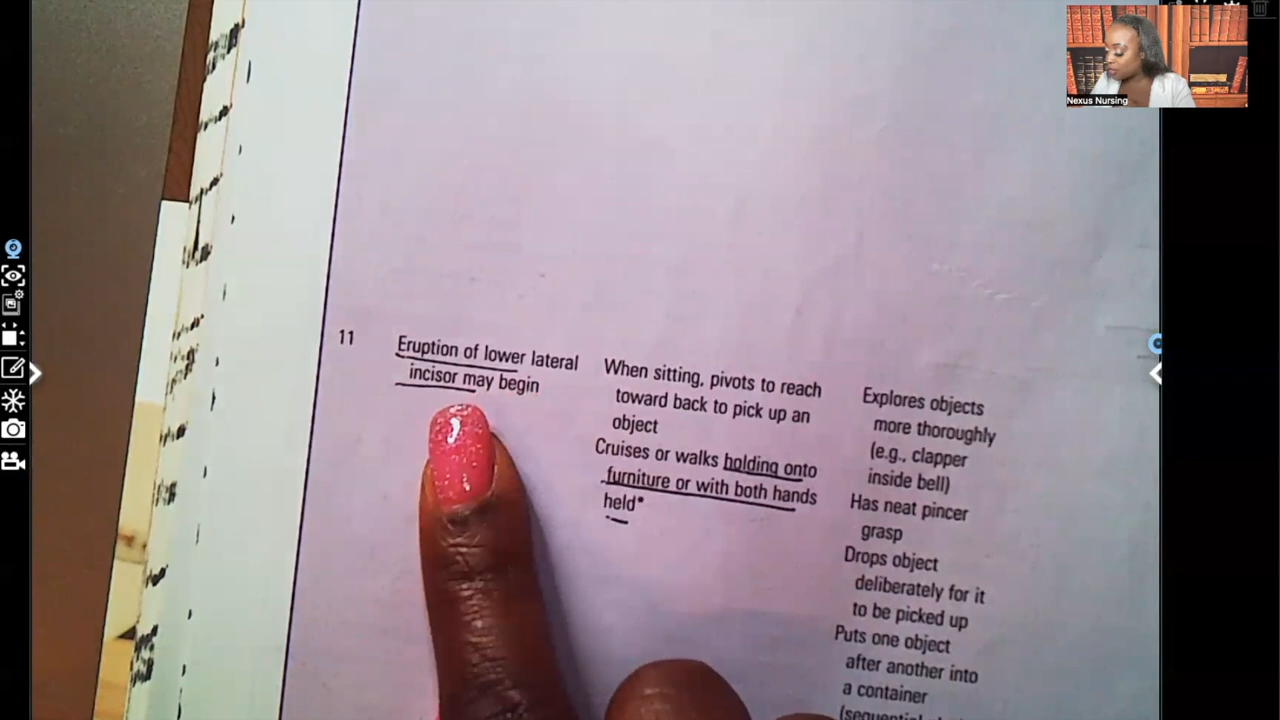 Nexus Nursing
11
Eruption of lower lateral
incisor may begin
When sitting, pivots to reach
toward back to pick up an
object
Cruises or walks holding onto
furniture or with both hands
held*
Explores objects
more thoroughly
(e.g., clapper
inside bell)
Has neat pincer
grasp
Drops object
deliberately for it
to be picked up
Puts one object
after another into
a container